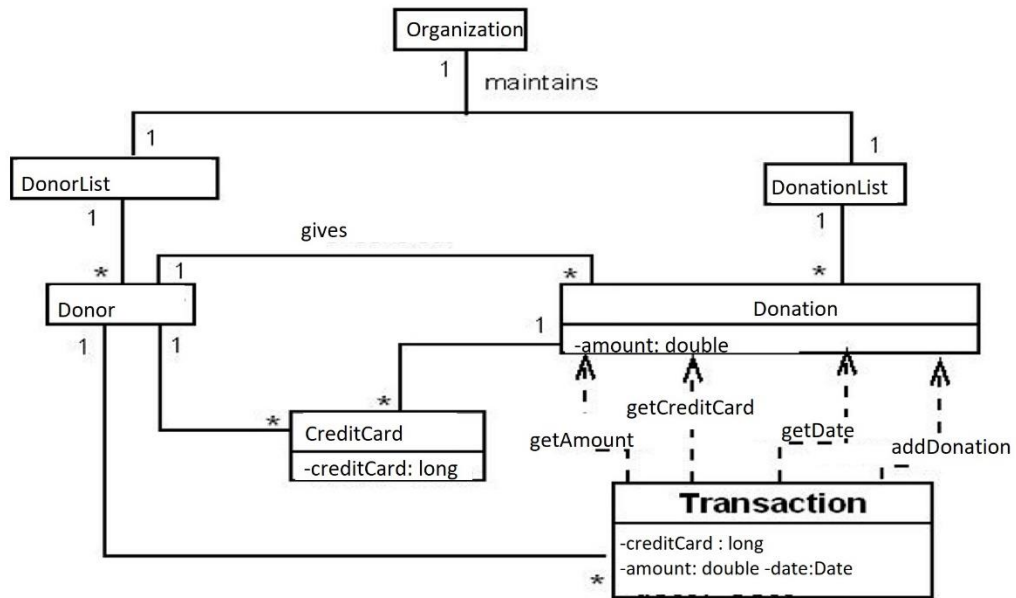 Organization
1
maintains
1
1
DonorList
DonationList
1
1
gives
*
1
*
*
Donor
Donation
1
1
1
-amount: double
*
getCreditCard
*
CreditCard
getAmount
getDate
addDonation
-creditCard: long
Transaction
-creditCard : long
-amount: double -date:Date
*